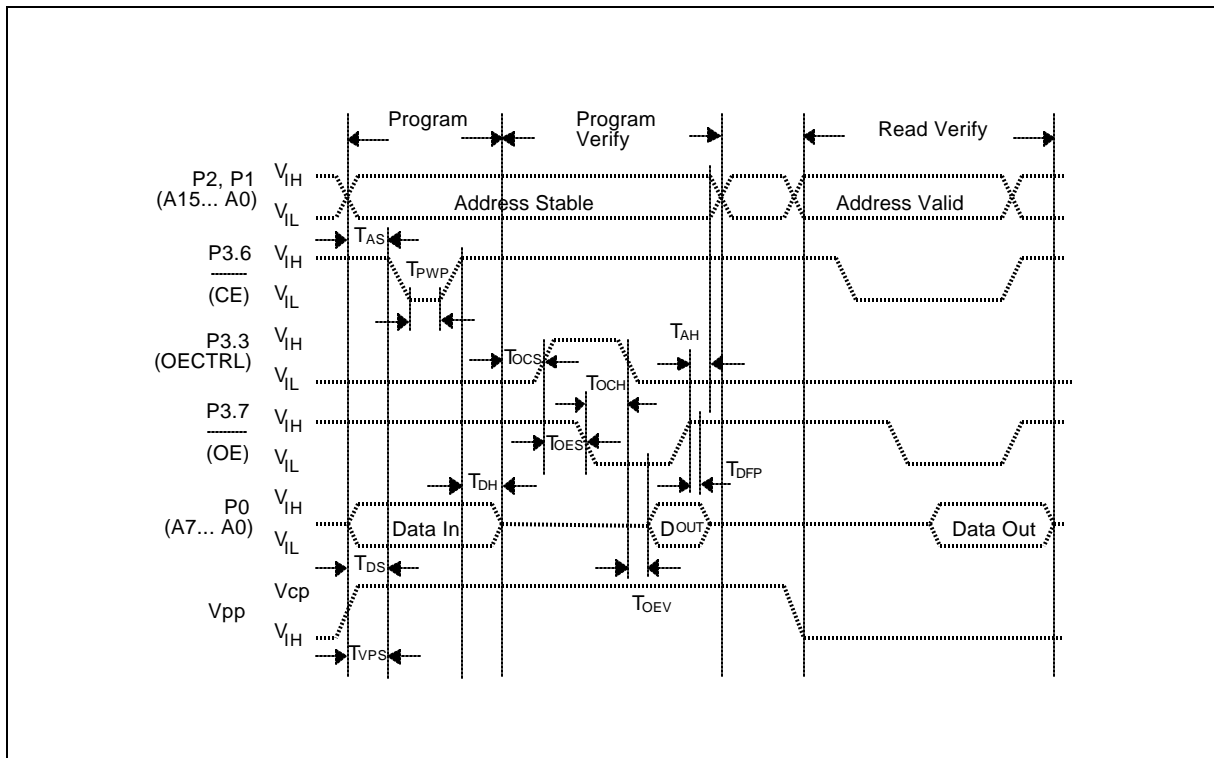 Program
Program
Verify
Read Verify
P2, P1
(A15... A0)
VIH
VIL
Address Stable
Address Valid
TAS
P3.6
(CE)
VIH
VIL
TPWP
P3.3
(OECTRL)
VIH
VIL
TOCS
TAH
TOCH
P3.7
(OE)
VIH
VIL
TOES
TDFP
TDH
P0
(A7... A0)
VIH
VIL
Data In
DOUT
Data Out
TDS
Vpp
Vcp
VIH
TOEV
TVPS